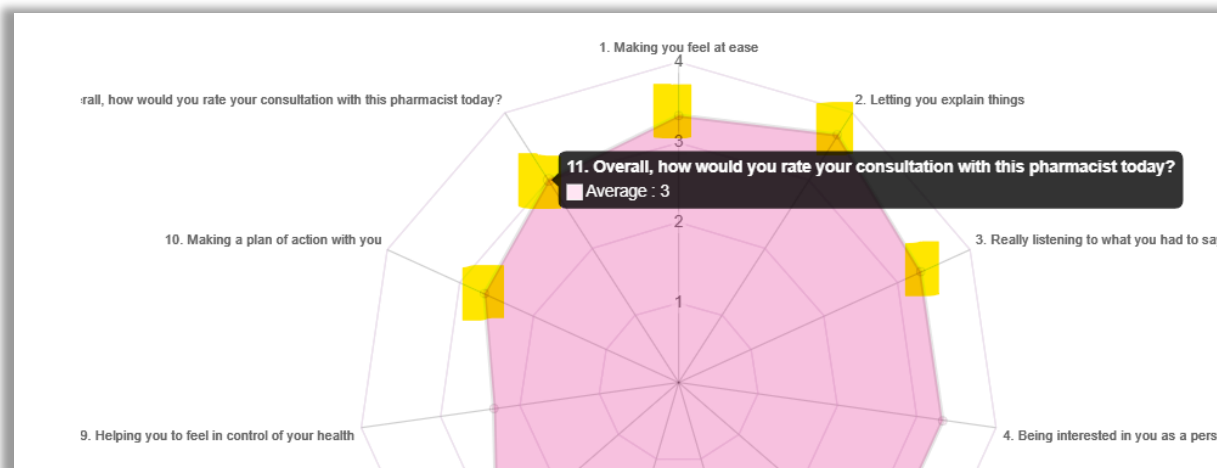 1. Making you feel at ease
4
rall, how would you rate your consultation with this pharmacist today?
2. Letting you explain things
3
11. Overall, how would you rate your consultation with this pharmacist today?
Average : 3
2
10. Making a plan of action with you
3. Really listening to what you had to sa
1
9. Helping you to feel in control of your health
4. Being interested in you as a pers